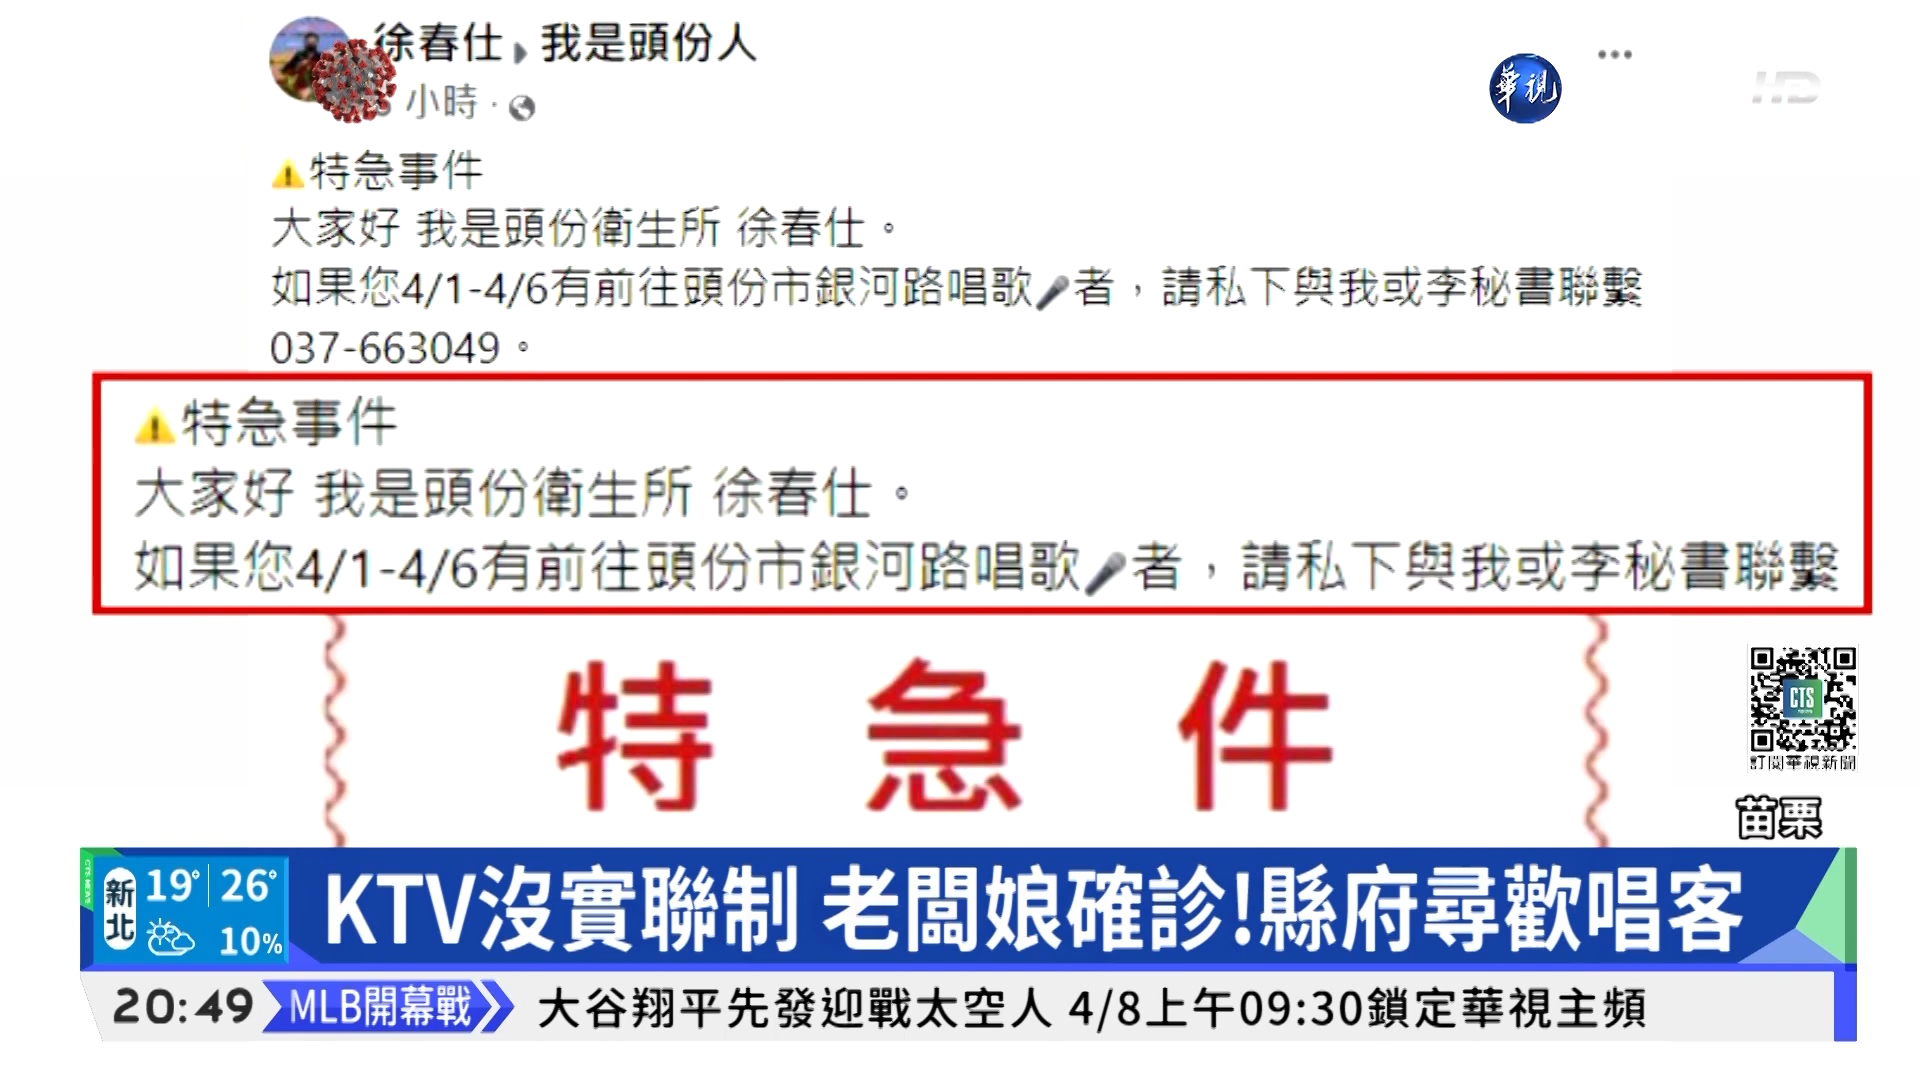 徐春仕 ▸ 我是頭份人
小時 ·
華視
HD
⚠特急事件
大家好 我是頭份衛生所 徐春仕。
如果您4/1-4/6有前往頭份市銀河路唱歌🎤者，請私下與我或李秘書聯繫
037-663049。
⚠特急事件
大家好 我是頭份衛生所 徐春仕。
如果您4/1-4/6有前往頭份市銀河路唱歌🎤者，請私下與我或李秘書聯繫
特 急 件
CTS
訂閱華視新聞
苗栗
CTS NEWS
新北
19° 26°
10%
KTV沒實聯制 老闆娘確診!縣府尋歡唱客
20:49 MLB開幕戰 大谷翔平先發迎戰太空人 4/8上午09:30鎖定華視主頻